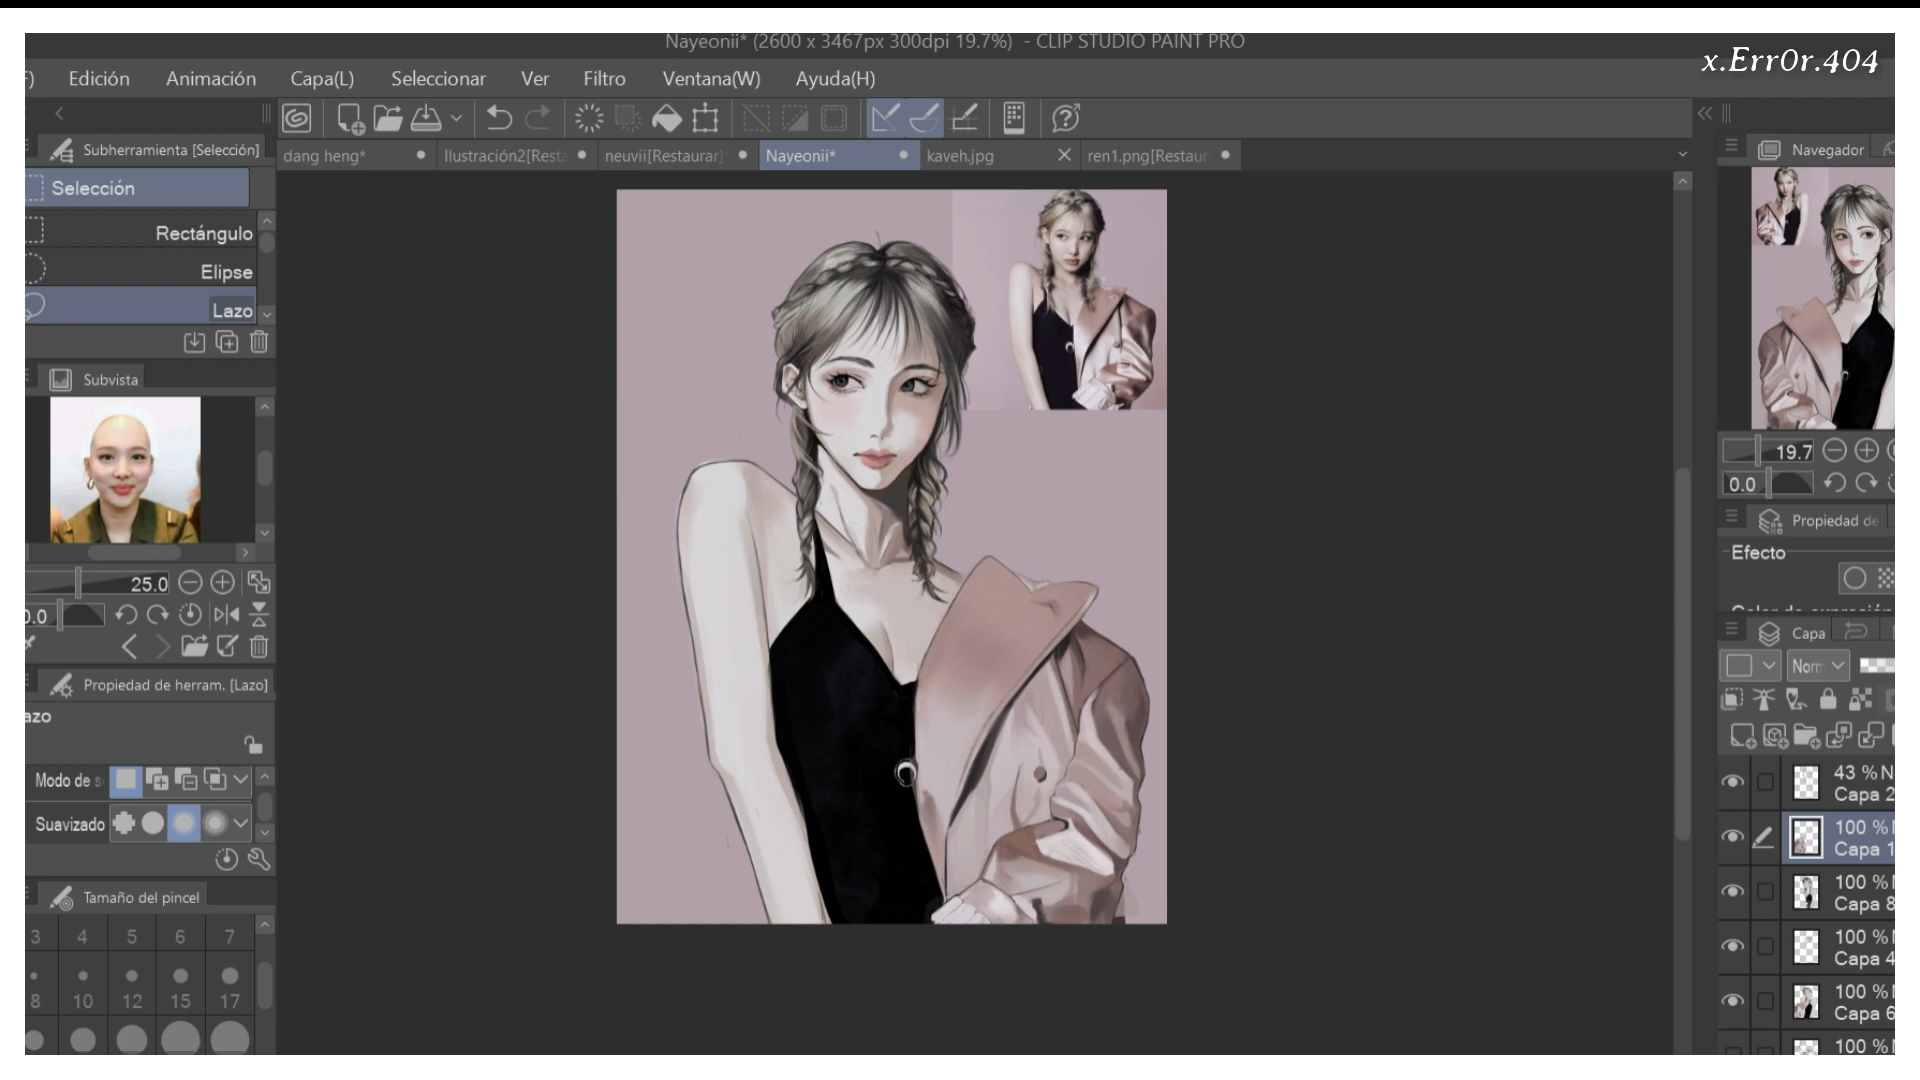 Nayeonii* (2600 x 3467px 300dpi 19.7%) - CLIP STUDIO PAINT PRO
x.Err0r.404
F) Edición Animación Capa(L) Seleccionar Ver Filtro Ventana(W) Ayuda(H)
Subherramienta [Selección]
dang heng* Ilustración2[Resta neuvii[Restaurar]* Nayeonii* kaveh.jpg ren1.png[Restaur
Selección
Rectángulo
Elipse
Lazo
Subvista
25.0
0.0
Propiedad de herram. [Lazo]
azo
Modo de s
Suavizado
Tamaño del pincel
3 4 5 6 7
8 10 12 15 17
Navegador
19.7
0.0
Propiedad de
Efecto
Color de expresión
Capa
Norm
43 % N
Capa 2
100 % N
Capa 1
100 % N
Capa 8
100 % N
Capa 4
100 % N
Capa 6
100 % N